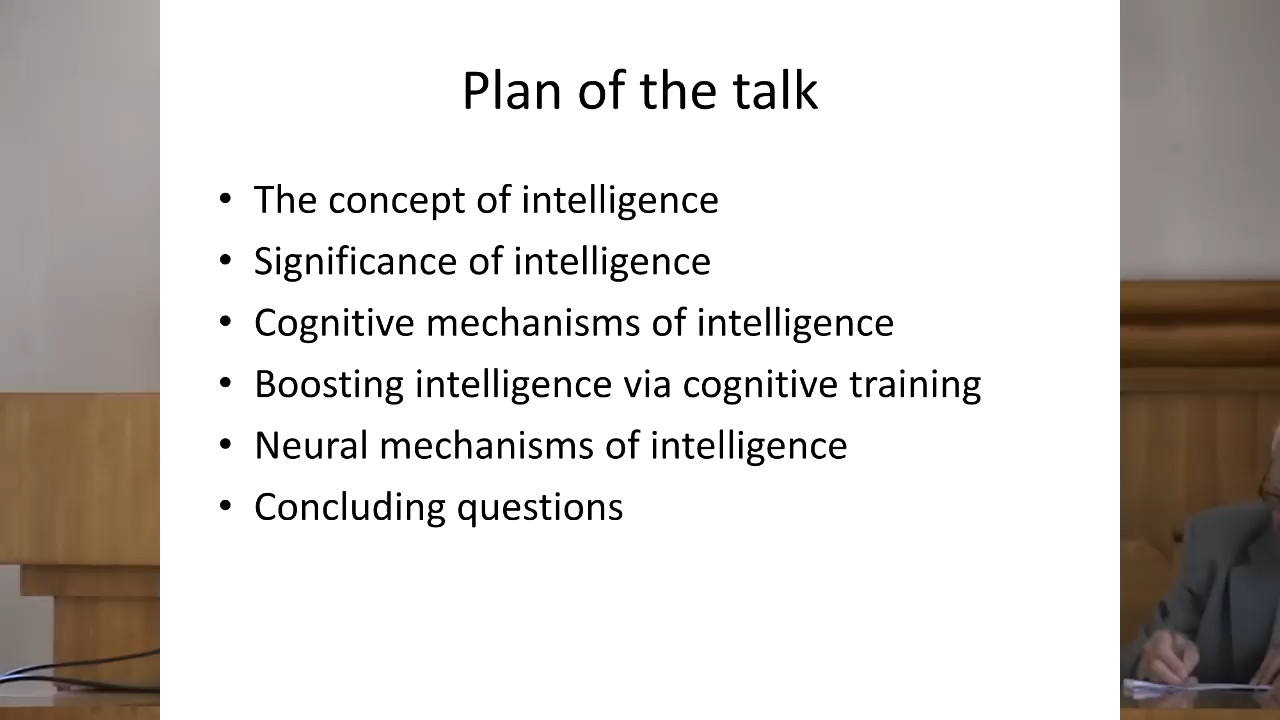 Plan of the talk
• The concept of intelligence
• Significance of intelligence
• Cognitive mechanisms of intelligence
• Boosting intelligence via cognitive training
• Neural mechanisms of intelligence
• Concluding questions